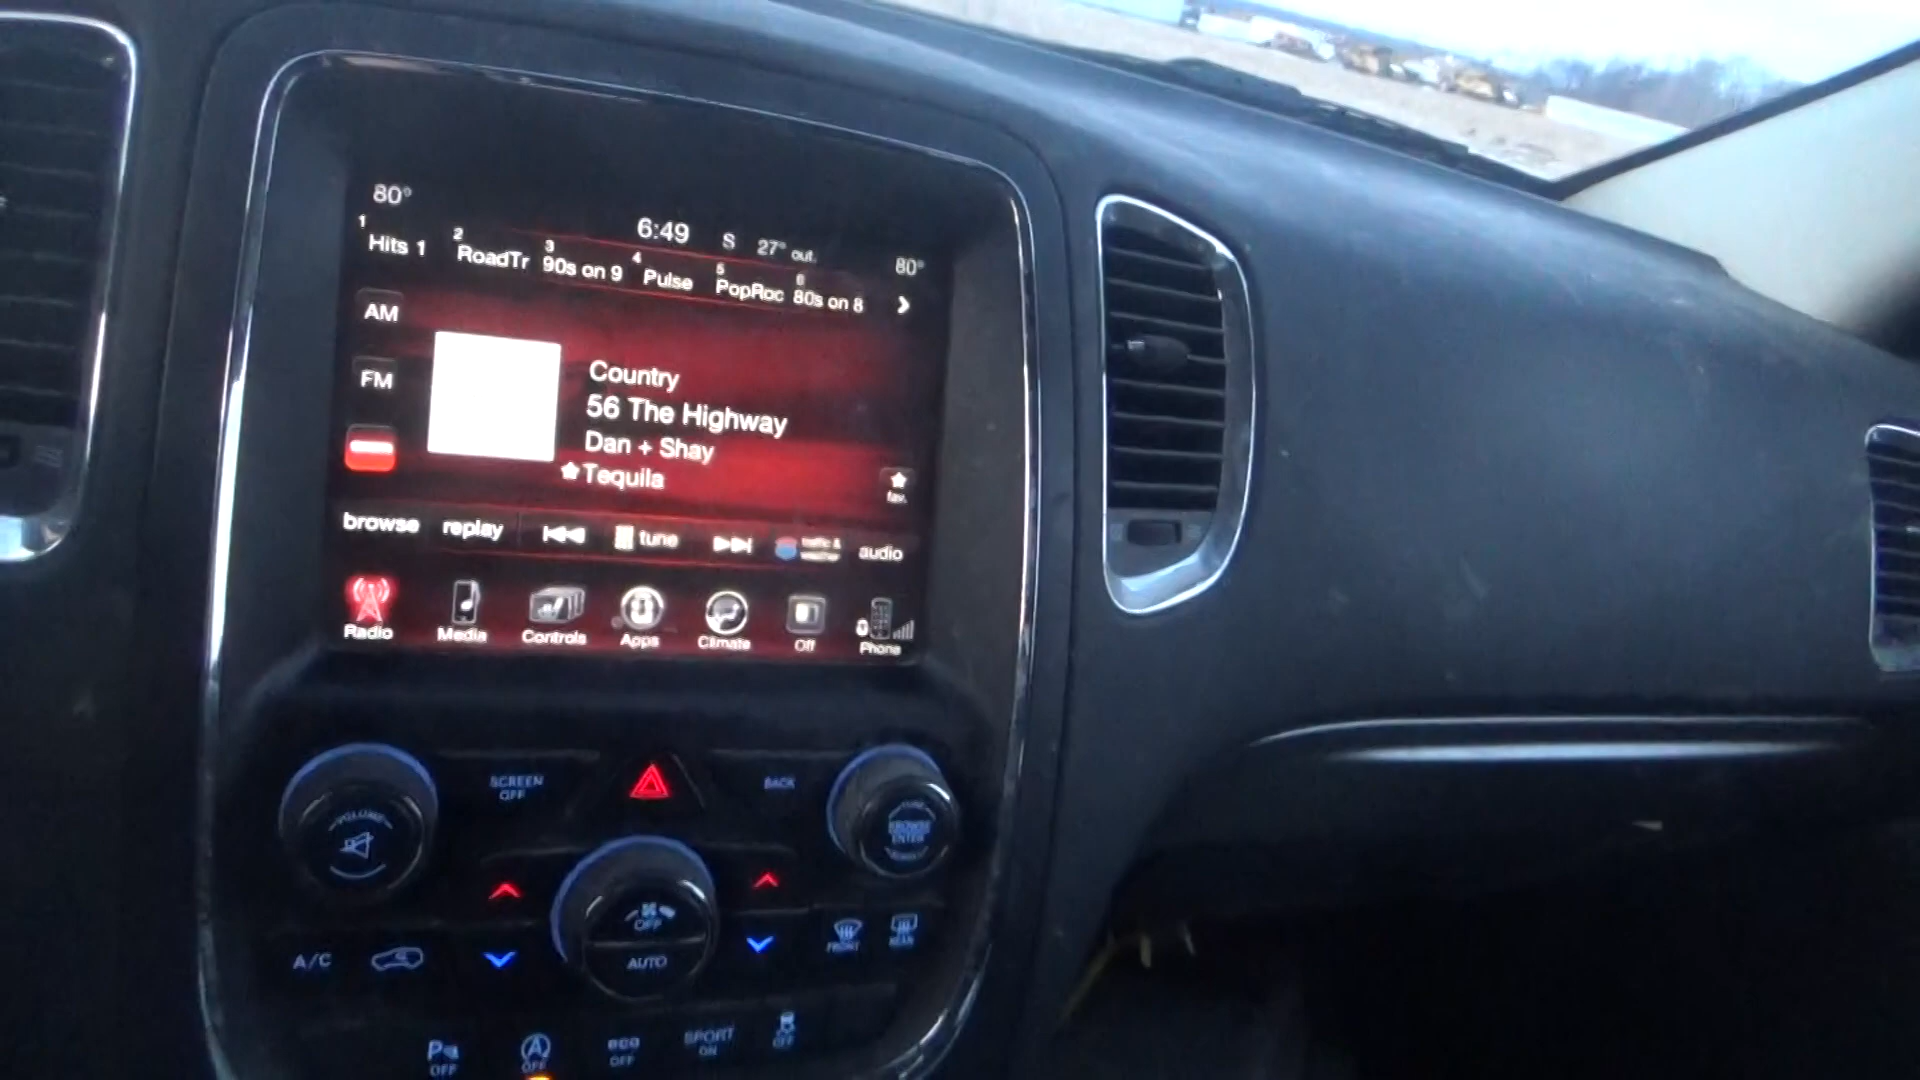 80°
6:49 S 27° out.
80°
1 Hits 1
2 RoadTr
3 90s on 9
4 Pulse
5 PopRoc
6 80s on 8
AM
FM
Country
56 The Highway
Dan + Shay
Tequila
fav.
browse replay tune traffic & weather audio
Radio Media Controls Apps Climate Off Phone
VOLUME
SCREEN OFF
BACK
BROWSE
ENTER
OFF
AUTO
A/C
FRONT
REAR
P OFF
A OFF
eco OFF
SPORT ON
OFF